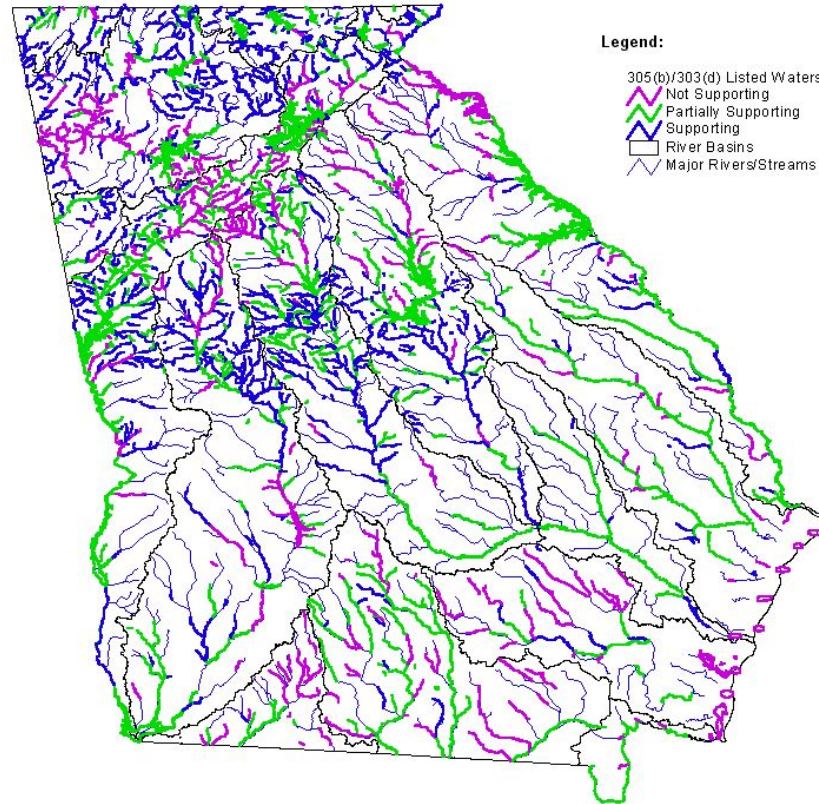 Legend:
305(b)/303(d) Listed Waters
Not Supporting
Partially Supporting
Supporting
River Basins
Major Rivers/Streams